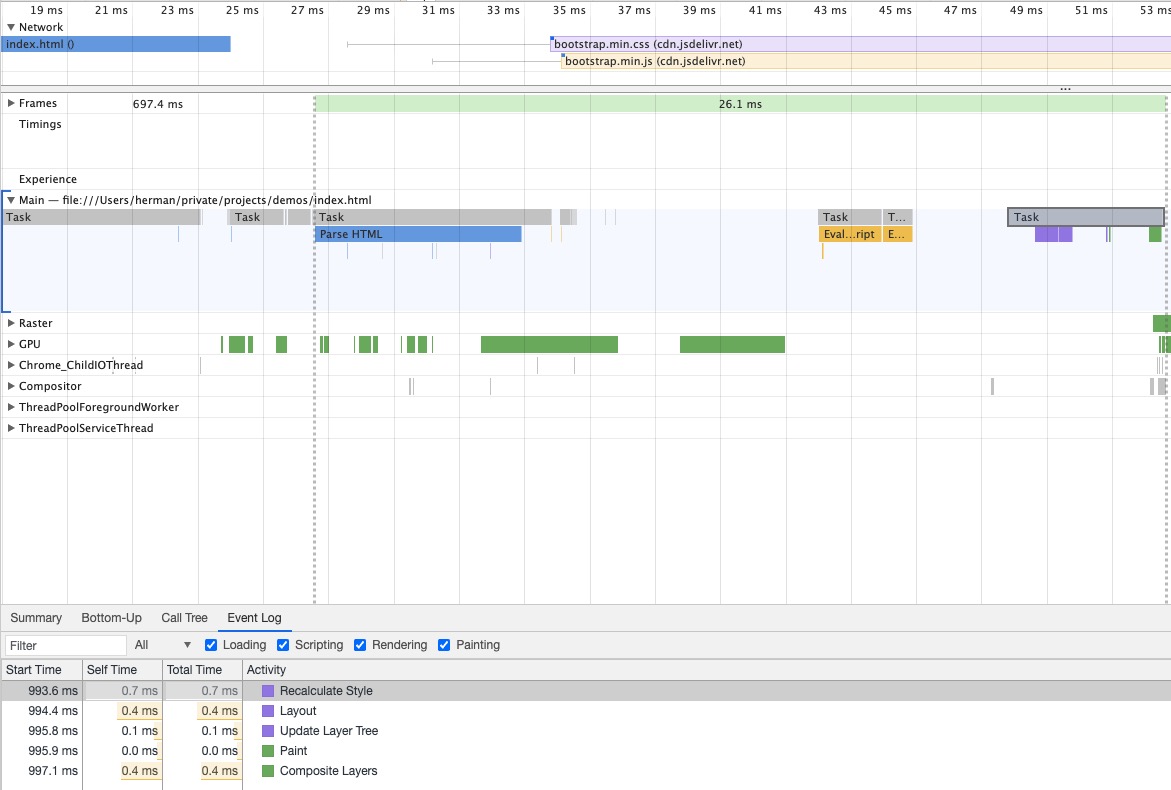 19 ms 21 ms 23 ms 25 ms 27 ms 29 ms 31 ms 33 ms 35 ms 37 ms 39 ms 41 ms 43 ms 45 ms 47 ms 49 ms 51 ms 53 ms
Network
index.html () bootstrap.min.css (cdn.jsdelivr.net)
bootstrap.min.js (cdn.jsdelivr.net)
...
Frames 697.4 ms 26.1 ms
Timings
Experience
Main — file:///Users/herman/private/projects/demos/index.html
Task Task Task Task T... Task
Parse HTML Eval...ript E...
Raster
GPU
Chrome_ChildIOThread
Compositor
ThreadPoolForegroundWorker
ThreadPoolServiceThread
Summary Bottom-Up Call Tree Event Log
Filter All Loading Scripting Rendering Painting
Start Time Self Time Total Time Activity
993.6 ms 0.7 ms 0.7 ms Recalculate Style
994.4 ms 0.4 ms 0.4 ms Layout
995.8 ms 0.1 ms 0.1 ms Update Layer Tree
995.9 ms 0.0 ms 0.0 ms Paint
997.1 ms 0.4 ms 0.4 ms Composite Layers